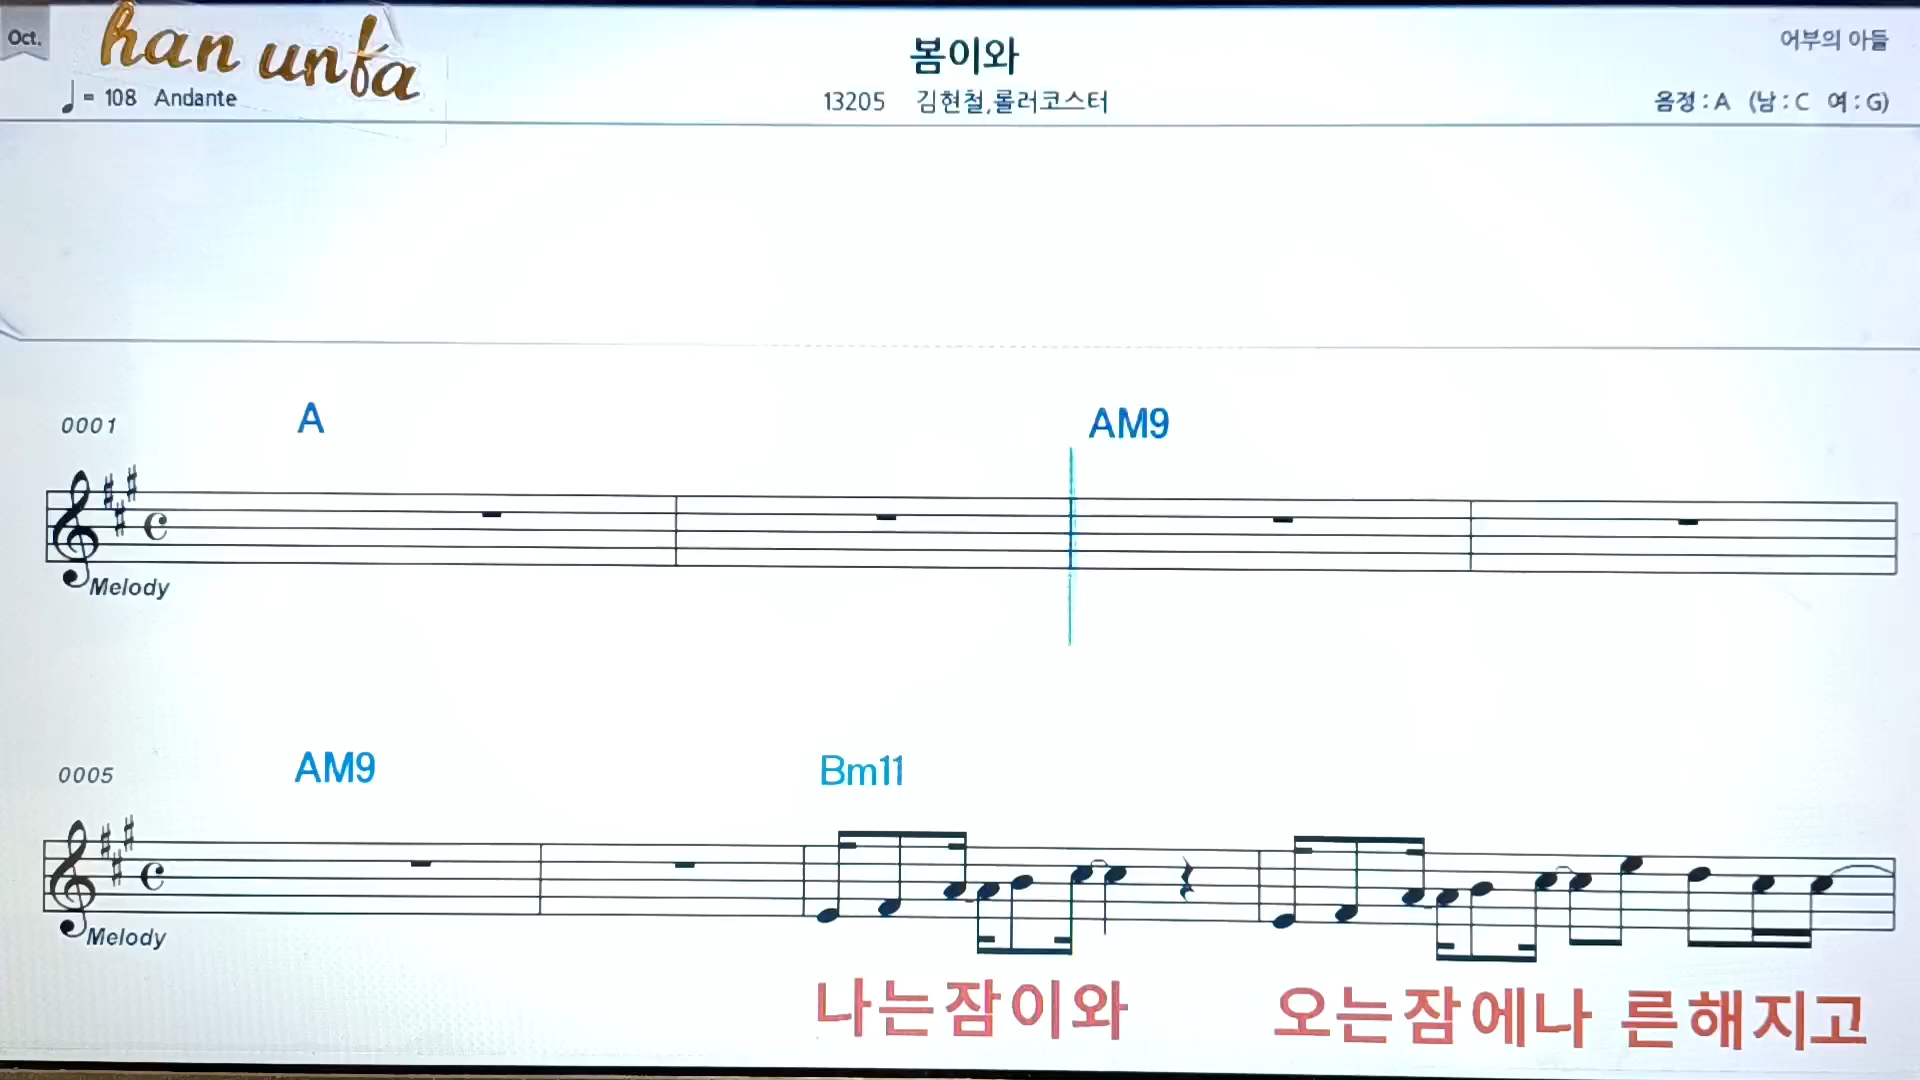 Oct.
han unfa
♩= 108 Andante
봄이와
13205 김현철,롤러코스터
어부의 아들
음정 : A (남 : C 여 : G)
0001
A
AM9
Melody
0005
AM9
Bm11
Melody
나는잠이와 오는잠에나 른해지고